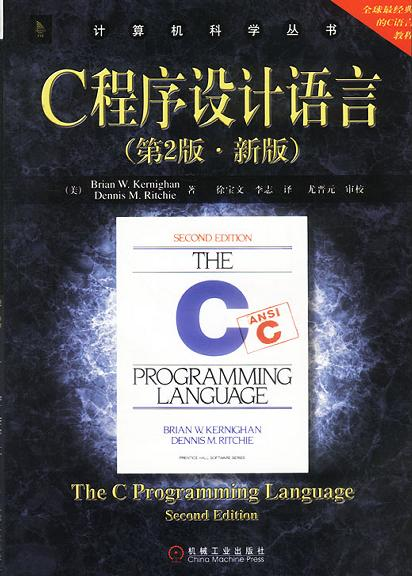 计算机科学丛书
全球最经典
的C语言
教程
C程序设计语言
(第2版·新版)
(美) Brian W. Kernighan
Dennis M. Ritchie 著 徐宝文 李志 译 尤晋元 审校
SECOND EDITION
THE
C
ANSI
C
PROGRAMMING
LANGUAGE
BRIAN W. KERNIGHAN
DENNIS M. RITCHIE
PRENTICE HALL SOFTWARE SERIES
The C Programming Language
Second Edition
机械工业出版社
China Machine Press